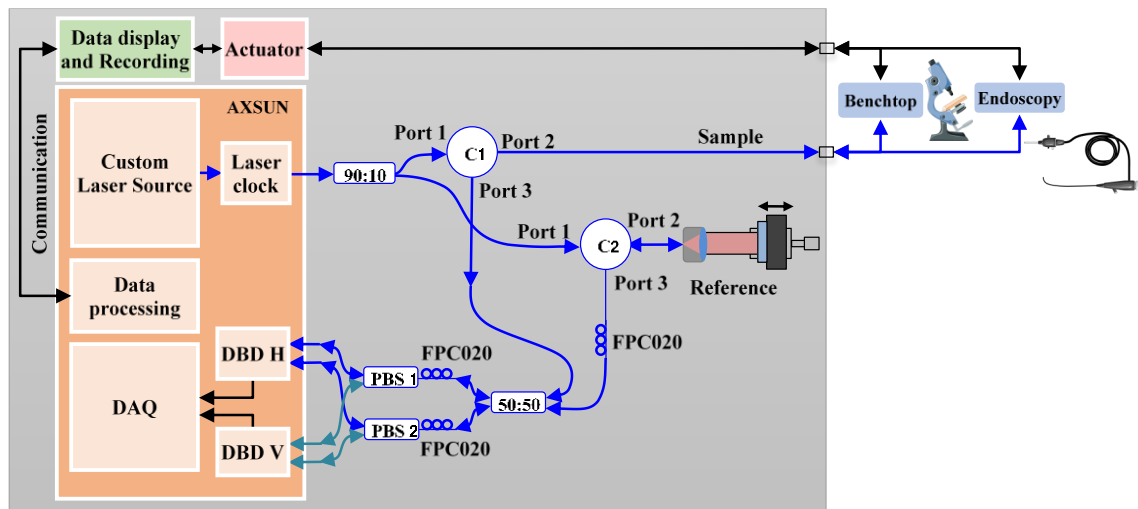 Data display
and Recording
Actuator
Communication
AXSUN
Custom
Laser Source
Laser
clock
90:10
Port 1
C1
Port 2
Port 3
Sample
Benchtop
Endoscopy
Port 1
C2
Port 2
Port 3
Reference
FPC020
Data
processing
DAQ
DBD H
DBD V
PBS 1
FPC020
PBS 2
FPC020
50:50